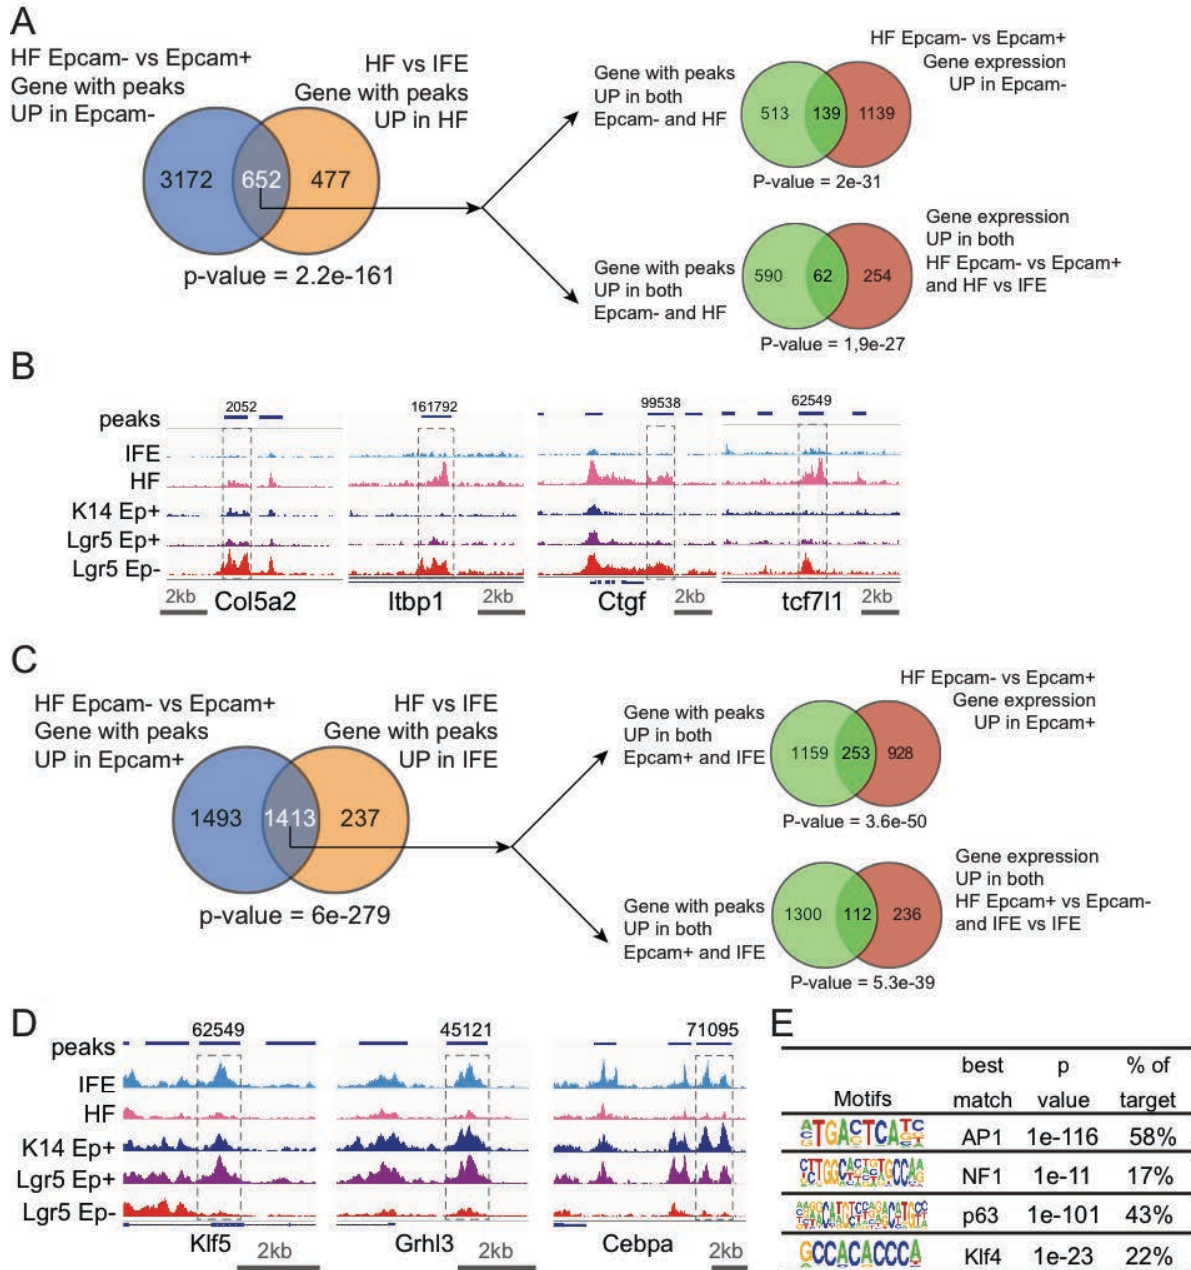 A
HF Epcam- vs Epcam+
Gene with peaks
UP in Epcam-
HF vs IFE
Gene with peaks
UP in HF
3172
652
477
p-value = 2.2e-161
Gene with peaks
UP in both
Epcam- and HF
HF Epcam- vs Epcam+
Gene expression
UP in Epcam-
513
139
1139
P-value = 2e-31
Gene with peaks
UP in both
Epcam- and HF
Gene expression
UP in both
HF Epcam- vs Epcam+
and HF vs IFE
590
62
254
P-value = 1,9e-27
B
peaks
2052
161792
99538
62549
IFE
HF
K14 Ep+
Lgr5 Ep+
Lgr5 Ep-
2kb
Col5a2
ltbp1
2kb
Ctgf
2kb
tcf7l1
2kb
C
HF Epcam- vs Epcam+
Gene with peaks
UP in Epcam+
HF vs IFE
Gene with peaks
UP in IFE
1493
1413
237
p-value = 6e-279
Gene with peaks
UP in both
Epcam+ and IFE
HF Epcam- vs Epcam+
Gene expression
UP in Epcam+
1159
253
928
P-value = 3.6e-50
Gene with peaks
UP in both
Epcam+ and IFE
Gene expression
UP in both
HF Epcam+ vs Epcam-
and IFE vs IFE
1300
112
236
P-value = 5.3e-39
D
peaks
62549
45121
71095
IFE
HF
K14 Ep+
Lgr5 Ep+
Lgr5 Ep-
Klf5
2kb
Grhl3
2kb
Cebpa
2kb
E
Motifs
best match
p value
% of target
TGACTCA
AP1
1e-116
58%
NF1
1e-11
17%
p63
1e-101
43%
GCCACACCCA
Klf4
1e-23
22%